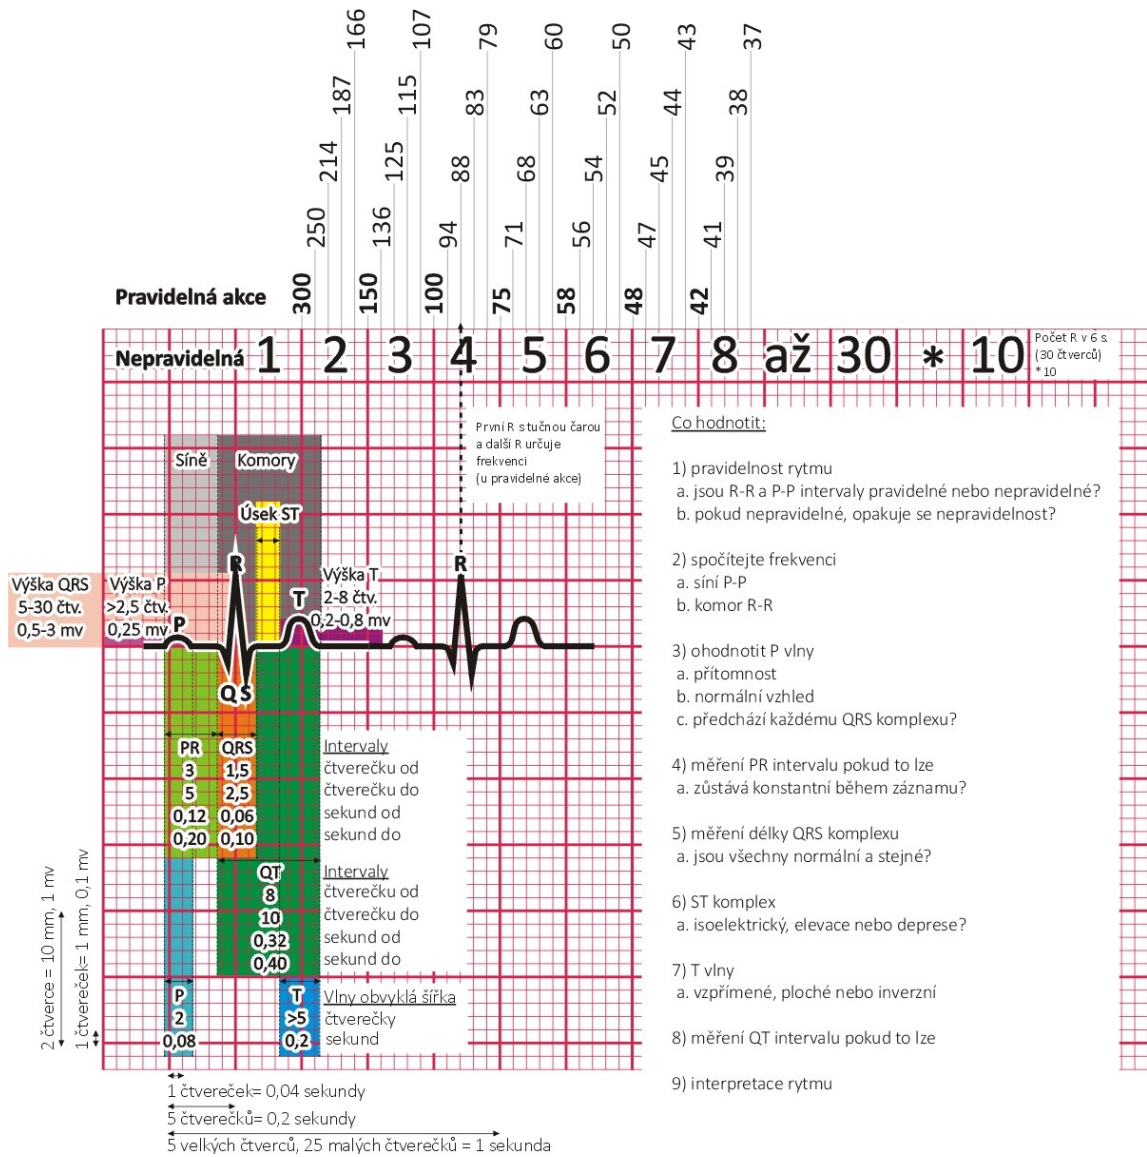 166
107
79
60
50
43
37
187
115
83
63
52
44
38
214
125
88
68
54
45
39
250
136
94
71
56
47
41
Pravidelná akce
300
150
100
75
58
48
42
Nepravidelná 1 2 3 4 5 6 7 8 až 30 * 10
Počet R v 6 s.
(30 čtverců)
* 10
První R s tučnou čarou
a další R určuje
frekvenci
(u pravidelné akce)
Síně
Komory
Úsek ST
R
R
Výška QRS
5-30 čtv.
0,5-3 mv
Výška P
>2,5 čtv.
0,25 mv
P
T
Výška T
2-8 čtv.
0,2-0,8 mv
Q S
PR
3
5
0,12
0,20
QRS
1,5
2,5
0,06
0,10
Intervaly
čtverečku od
čtverečku do
sekund od
sekund do
QT
8
10
0,32
0,40
Intervaly
čtverečku od
čtverečku do
sekund od
sekund do
P
2
0,08
T
>5
0,2
Vlny obvyklá šířka
čtverečky
sekund
2 čtverce = 10 mm, 1 mv
1 čtvereček= 1 mm, 0,1 mv
1 čtvereček= 0,04 sekundy
5 čtverečků= 0,2 sekundy
5 velkých čtverců, 25 malých čtverečků = 1 sekunda
Co hodnotit:
1) pravidelnost rytmu
a. jsou R-R a P-P intervaly pravidelné nebo nepravidelné?
b. pokud nepravidelné, opakuje se nepravidelnost?
2) spočítejte frekvenci
a. síní P-P
b. komor R-R
3) ohodnotit P vlny
a. přítomnost
b. normální vzhled
c. předchází každému QRS komplexu?
4) měření PR intervalu pokud to lze
a. zůstává konstantní během záznamu?
5) měření délky QRS komplexu
a. jsou všechny normální a stejné?
6) ST komplex
a. isoelektrický, elevace nebo deprese?
7) T vlny
a. vzpřímené, ploché nebo inverzní
8) měření QT intervalu pokud to lze
9) interpretace rytmu